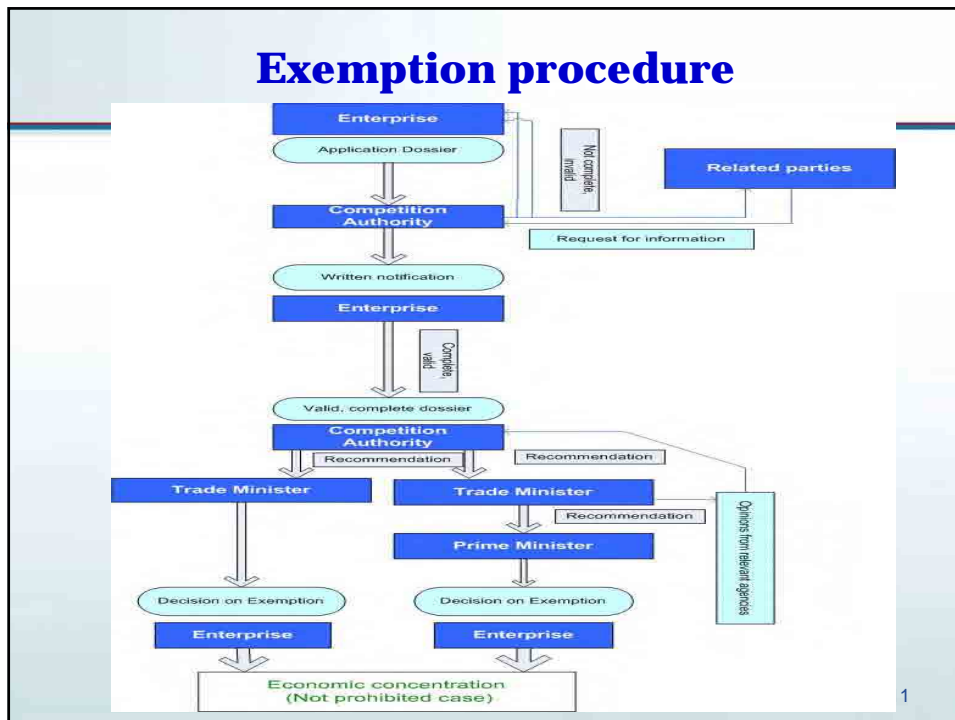 Exemption procedure
Enterprise
Application Dossier
Not complete,
invalid
Related parties
Competition
Authority
Request for information
Written notification
Enterprise
Complete,
valid
Valid, complete dossier
Competition
Authority
Recommendation
Recommendation
Trade Minister
Trade Minister
Recommendation
Opinions from relevant agencies
Prime Minister
Decision on Exemption
Decision on Exemption
Enterprise
Enterprise
Economic concentration
(Not prohibited case)
1